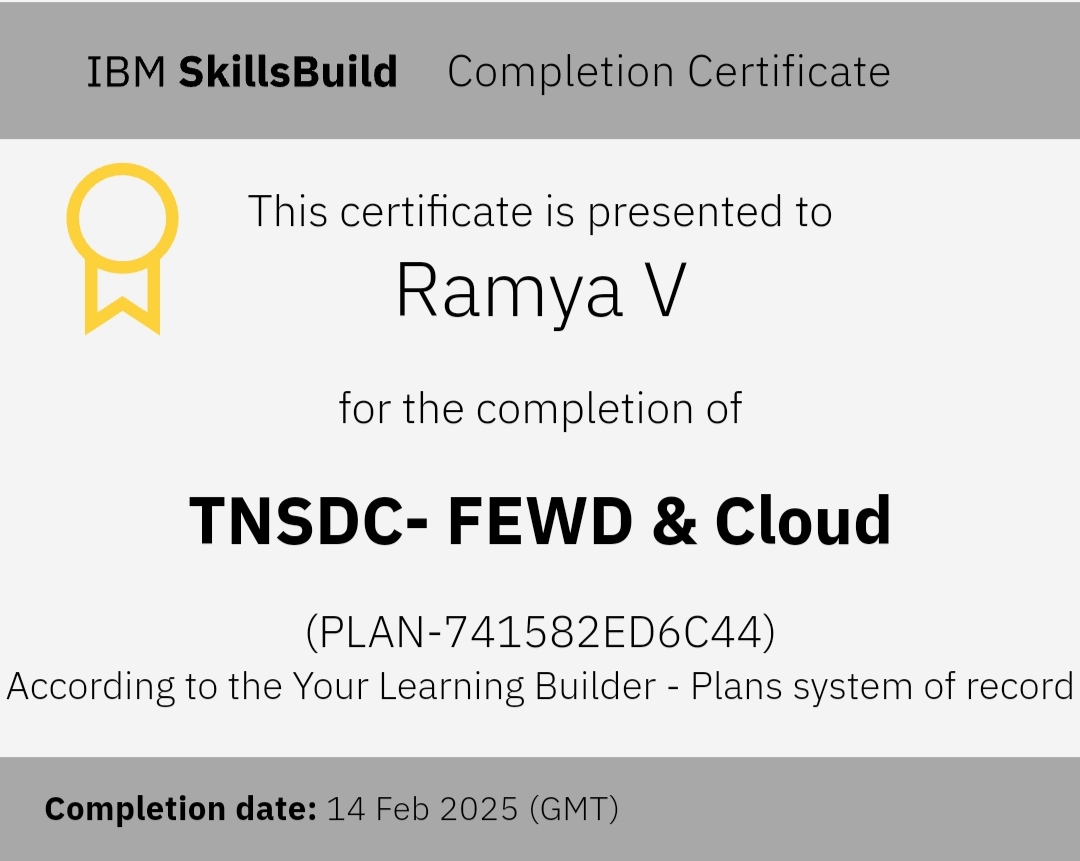 IBM SkillsBuild Completion Certificate
This certificate is presented to
Ramya V
for the completion of
TNSDC- FEWD & Cloud
(PLAN-741582ED6C44)
According to the Your Learning Builder - Plans system of record
Completion date: 14 Feb 2025 (GMT)